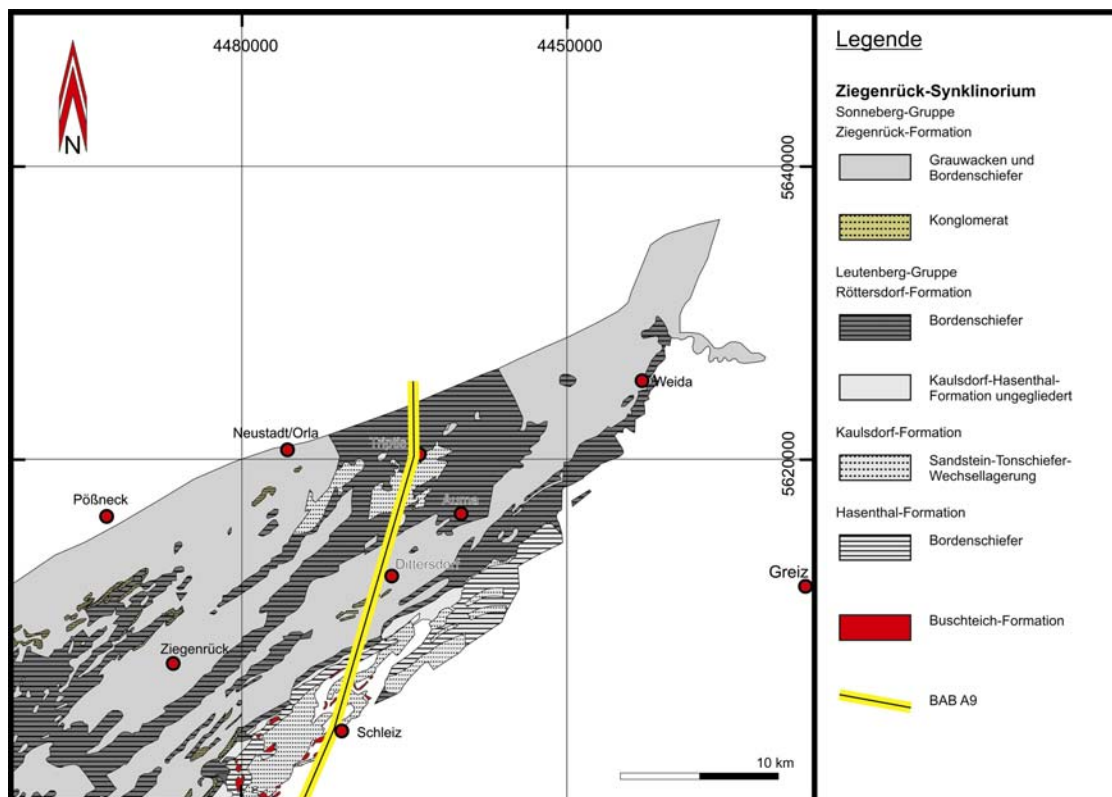 4480000
4450000
N
5640000
Weida
Neustadt/Orla
Triptis
5620000
Pößneck
Auma
Dittersdorf
Greiz
Ziegenrück
Schleiz
10 km
Legende
Ziegenrück-Synklinorium
Sonneberg-Gruppe
Ziegenrück-Formation
Grauwacken und
Bordenschiefer
Konglomerat
Leutenberg-Gruppe
Röttersdorf-Formation
Bordenschiefer
Kaulsdorf-Hasenthal-
Formation ungegliedert
Kaulsdorf-Formation
Sandstein-Tonschiefer-
Wechsellagerung
Hasenthal-Formation
Bordenschiefer
Buschteich-Formation
BAB A9